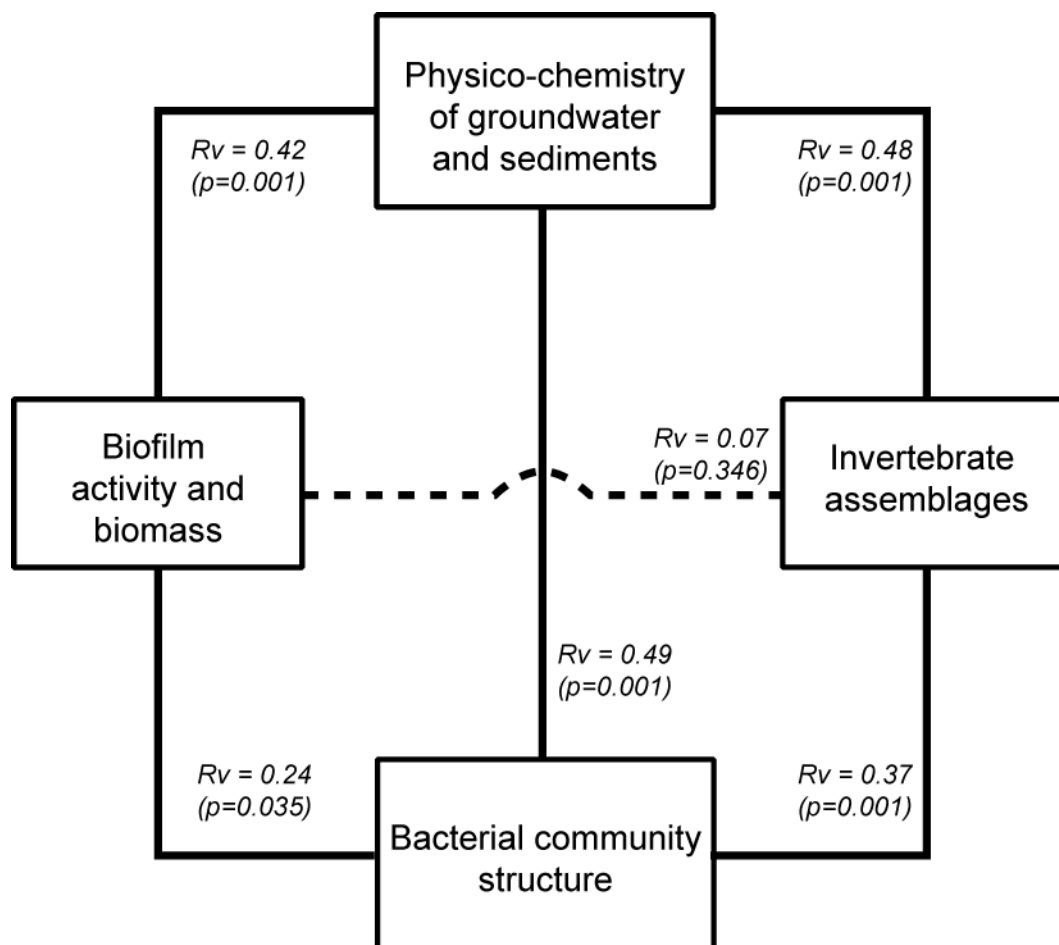 Physico-chemistry
of groundwater
and sediments
Rv = 0.42
(p=0.001)
Rv = 0.48
(p=0.001)
Biofilm
activity and
biomass
Rv = 0.07
(p=0.346)
Invertebrate
assemblages
Rv = 0.49
(p=0.001)
Rv = 0.24
(p=0.035)
Rv = 0.37
(p=0.001)
Bacterial community
structure